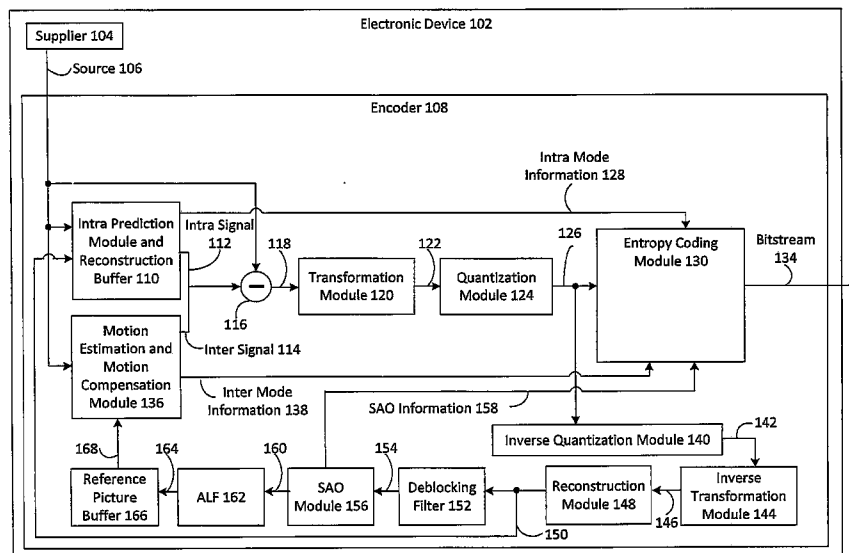 Electronic Device 102
Supplier 104
Source 106
Encoder 108
Intra Mode
Information 128
Intra Signal
112
Intra Prediction
Module and
Reconstruction
Buffer 110
118
116
Transformation
Module 120
122
Quantization
Module 124
126
Entropy Coding
Module 130
Bitstream
134
Inter Signal 114
Motion
Estimation and
Motion
Compensation
Module 136
Inter Mode
Information 138
SAO Information 158
142
Inverse Quantization Module 140
168
164
160
154
Reference
Picture
Buffer 166
ALF 162
SAO
Module 156
Deblocking
Filter 152
150
Reconstruction
Module 148
146
Inverse
Transformation
Module 144